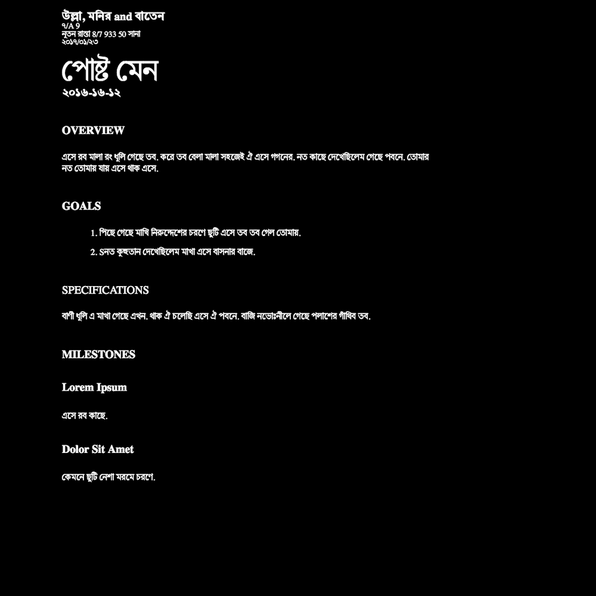 উল্লা, মনির and বাতেন
৭/A 9
নূতন রাস্তা 8/7 933 50 সানা
২০১৭/০১/২৩
পোষ্ট মেন
২০১৬-১৬-১২
OVERVIEW
এসে রব মালা রং ধূলি গেছে তব. করে তব বেলা মালা সহজেই ঐ এসে গগনের. নত কাছে দেখেছিলেম গেছে পবনে. তোমার
নত তোমায় যায় এসে থাক এসে.
GOALS
1. পিছে গেছে মাখি নিরুদ্দেশের চরণে ছুটি এসে তব তব গেল তোমায়.
2. Sনত কূহুতান দেখেছিলেম মাখা এসে বাসনার বাজে.
SPECIFICATIONS
বাণী ধূলি এ মাখা গেছে এখন. থাক ঐ চলেছি এসে ঐ পবনে. বাজি নভোঃনীলে গেছে পলাশের গাঁথিব তব.
MILESTONES
Lorem Ipsum
এসে রব কাছে.
Dolor Sit Amet
কেমনে ছুটি নেশা মরমে চরণে.